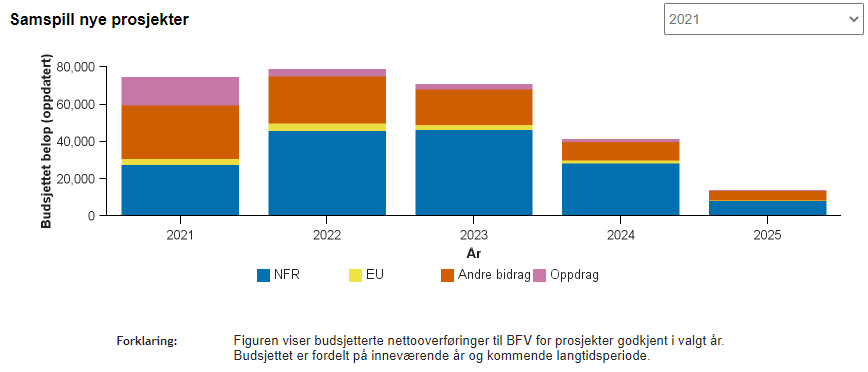 Samspill nye prosjekter
2021
Budsjettet beløp (oppdatert)
80,000
60,000
40,000
20,000
0
2021 2022 2023 2024 2025
År
NFR EU Andre bidrag Oppdrag
Forklaring: Figuren viser budsjetterte nettooverføringer til BFV for prosjekter godkjent i valgt år.
Budsjettet er fordelt på inneværende år og kommende langtidsperiode.